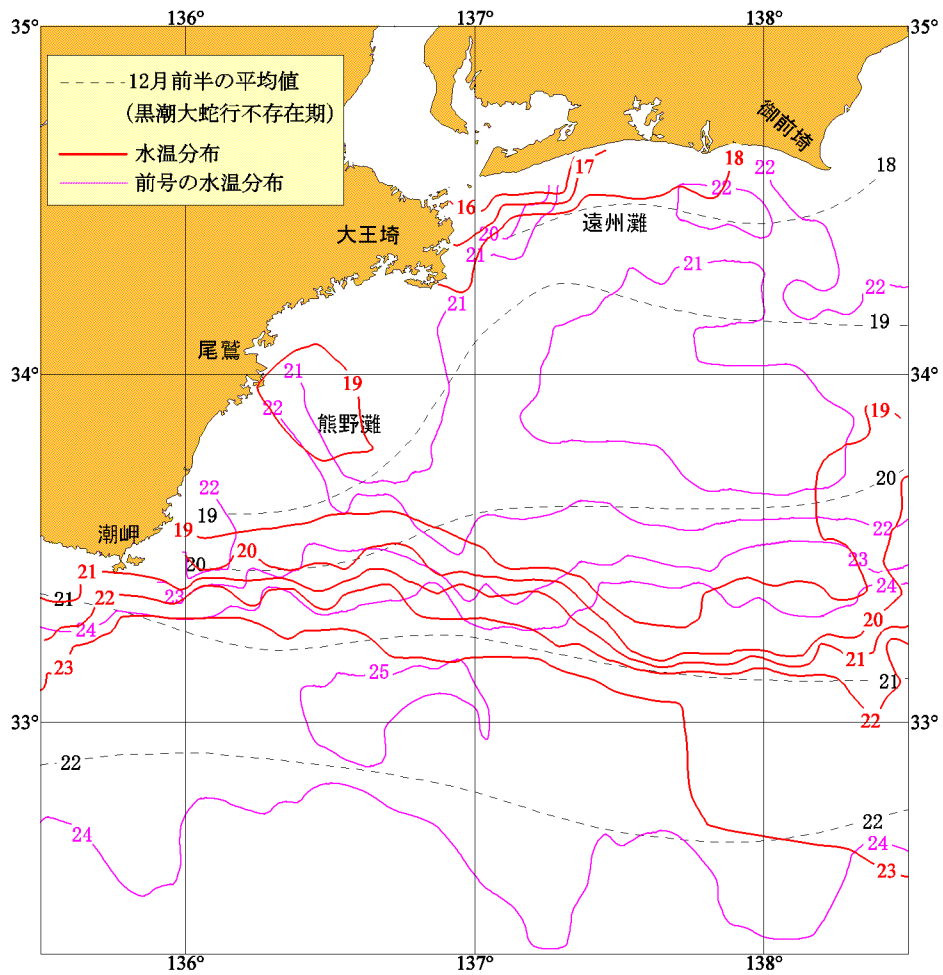 136° 137° 138°
35° 35°
12月前半の平均値
(黒潮大蛇行不存在期)
水温分布
前号の水温分布
御前埼
17 18 22 22 18
16
大王埼 20 遠州灘
21
21 22
21
19
尾鷲
34° 34°
21 19
22 19
熊野灘
20
22
19 19 22
潮岬
20 20 23
21 23 24
21 22
24 20
23 25 21
21
33° 22 33°
22
22
24 24
23
136° 137° 138°